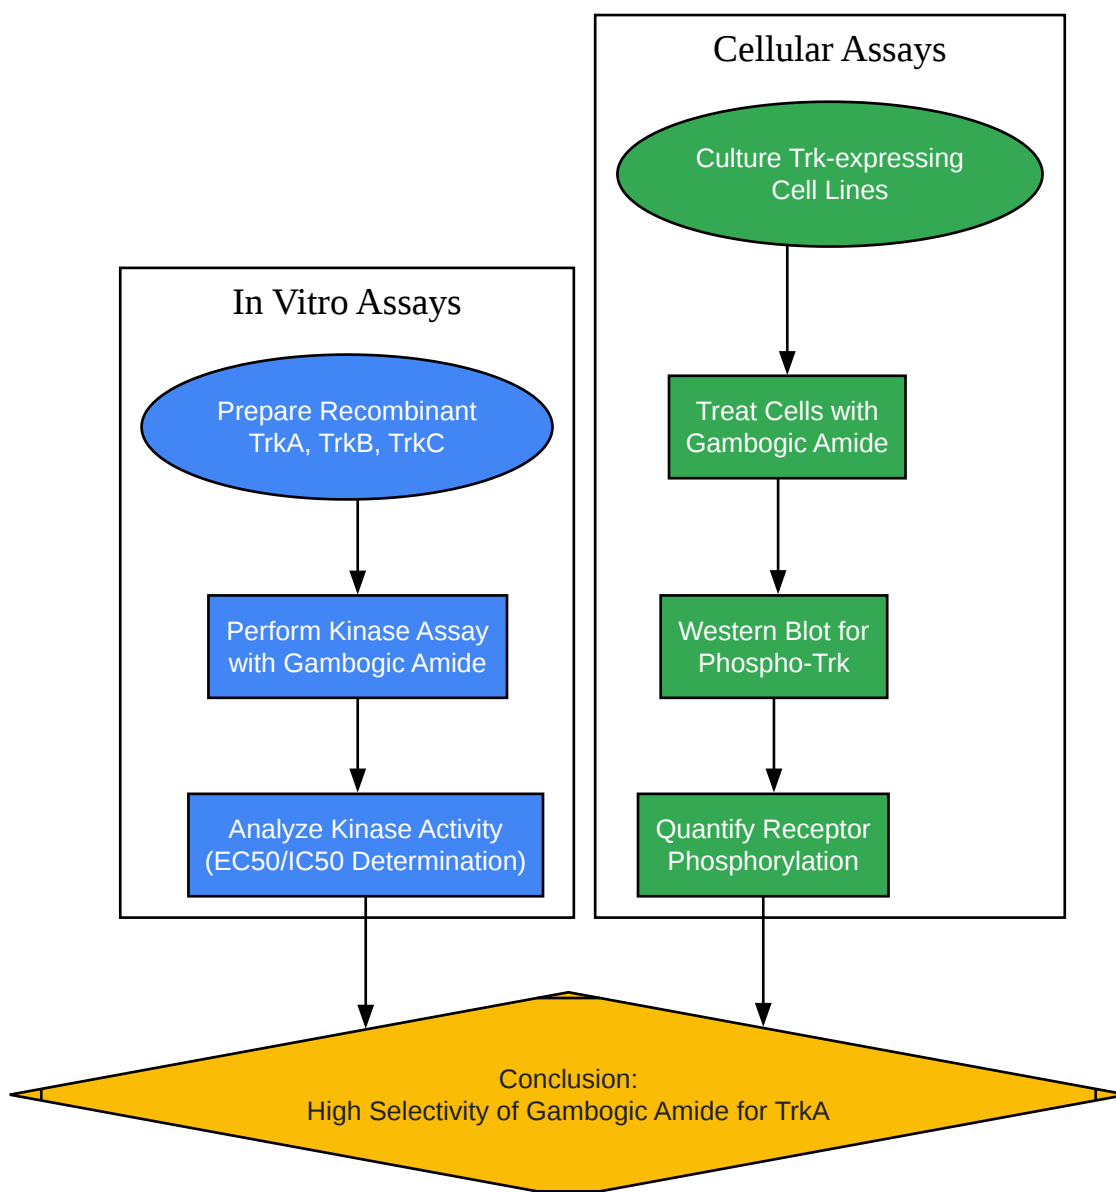 In Vitro Assays
Prepare Recombinant
TrkA, TrkB, TrkC
Perform Kinase Assay
with Gambogic Amide
Analyze Kinase Activity
(EC50/IC50 Determination)
Cellular Assays
Culture Trk-expressing
Cell Lines
Treat Cells with
Gambogic Amide
Western Blot for
Phospho-Trk
Quantify Receptor
Phosphorylation
Conclusion:
High Selectivity of Gambogic Amide for TrkA